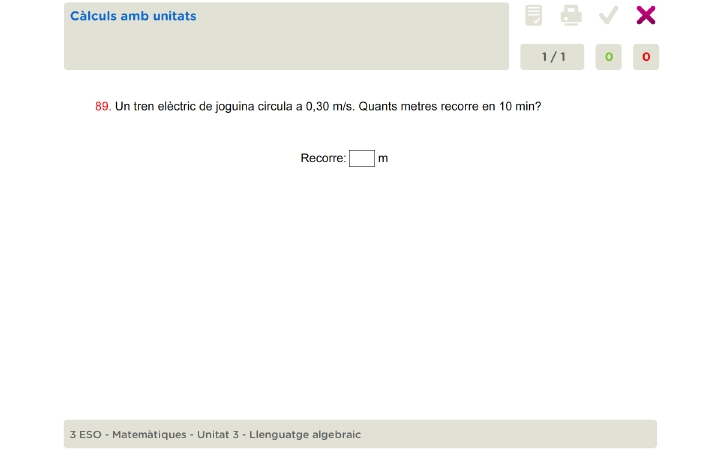 Càlculs amb unitats
1 / 1
0
0
89. Un tren elèctric de joguina circula a 0,30 m/s. Quants metres recorre en 10 min?
Recorre: m
3 ESO - Matemàtiques - Unitat 3 - Llenguatge algebraic